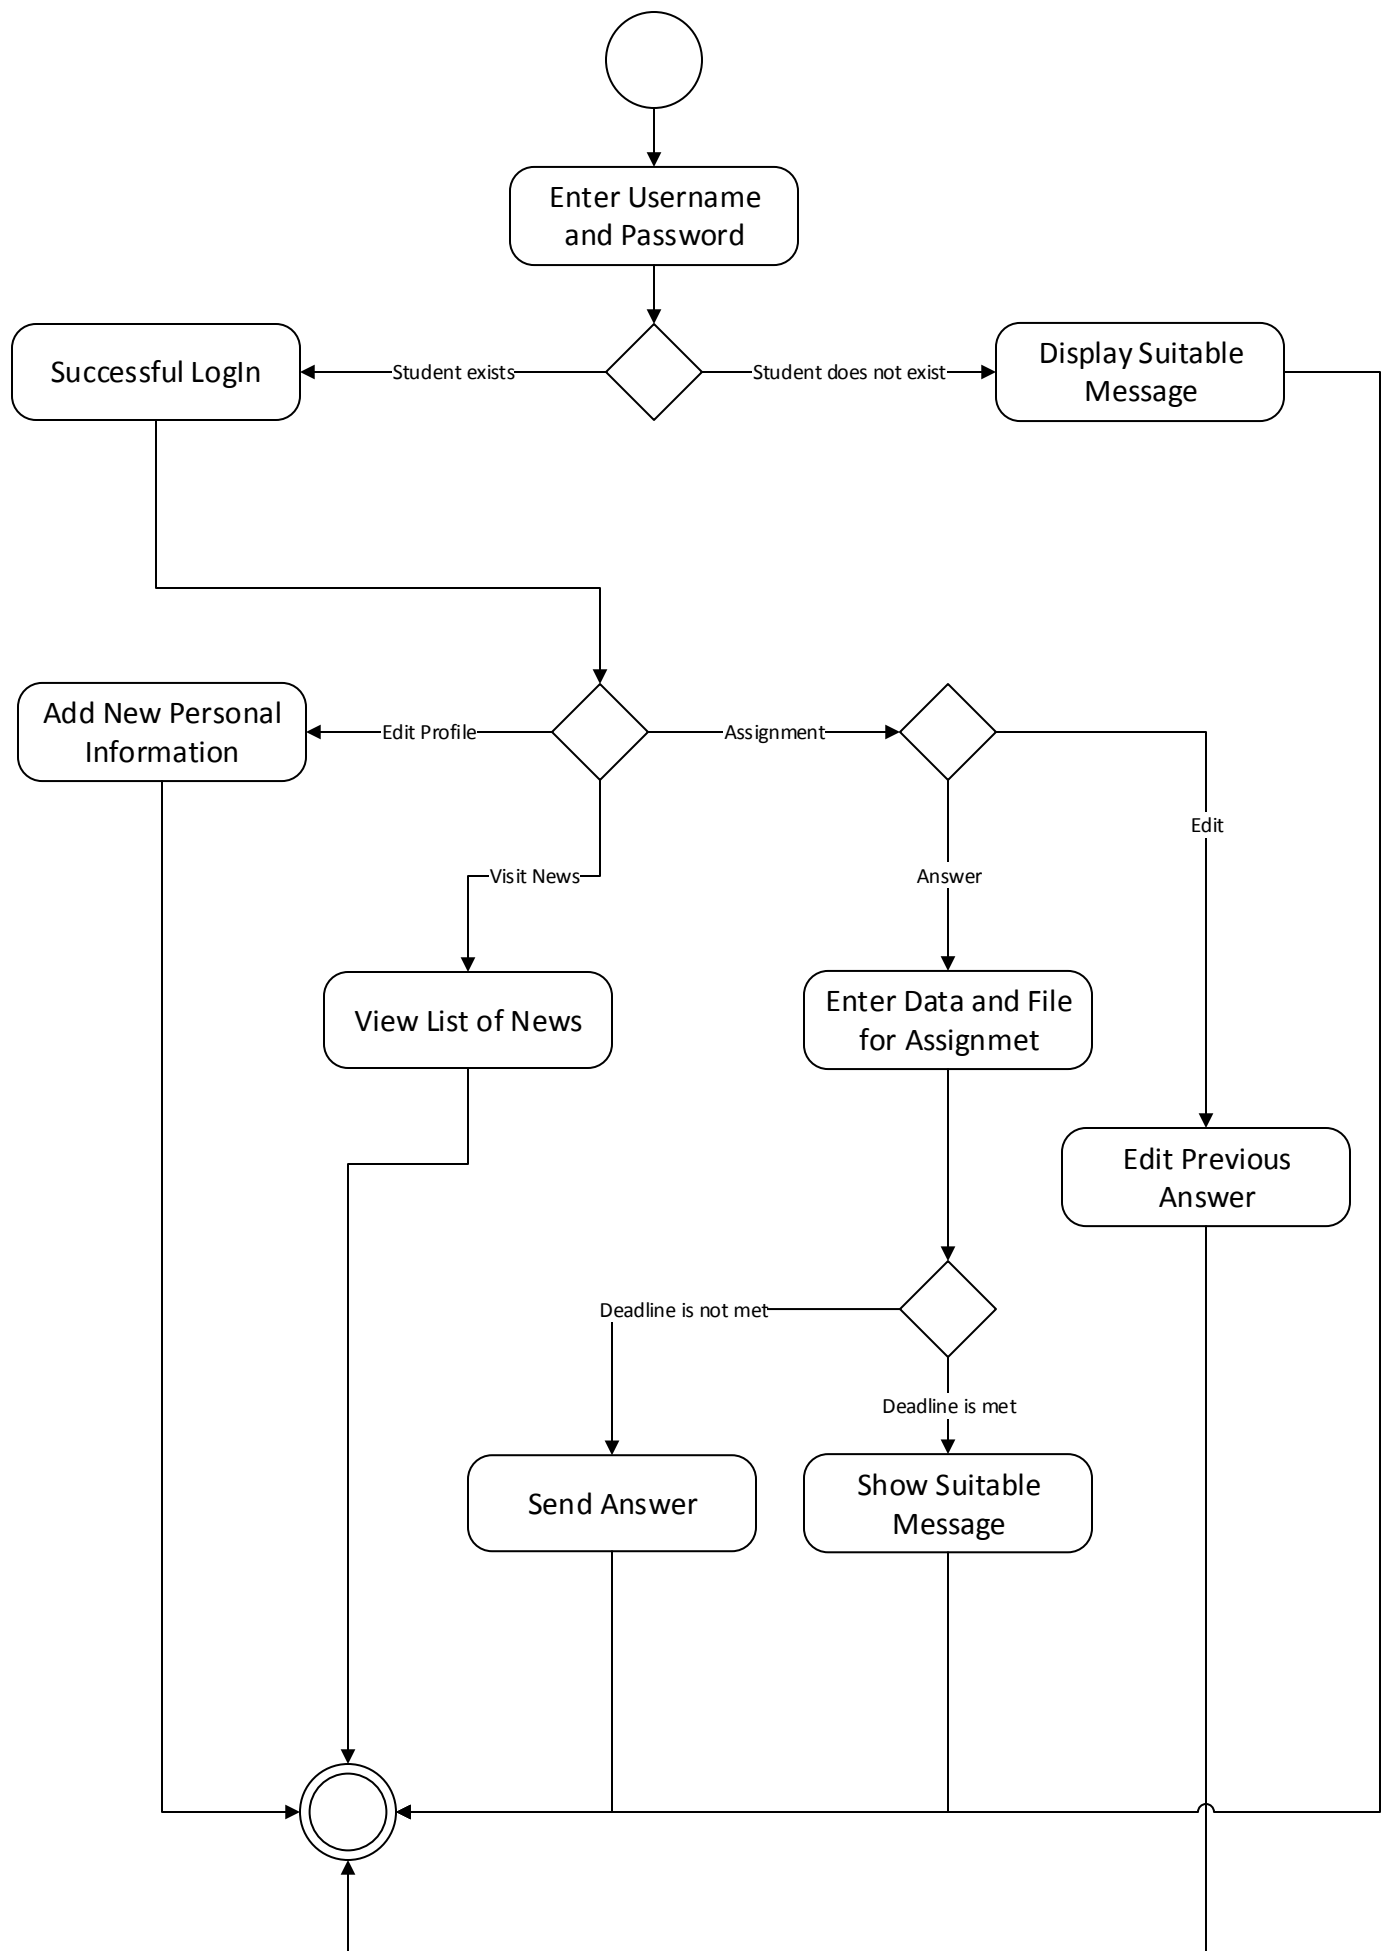 Enter Username
and Password
Successful LogIn
Student exists
Student does not exist
Display Suitable
Message
Add New Personal
Information
Edit Profile
Assignment
Edit
Visit News
Answer
View List of News
Enter Data and File
for Assignmet
Edit Previous
Answer
Deadline is not met
Deadline is met
Send Answer
Show Suitable
Message